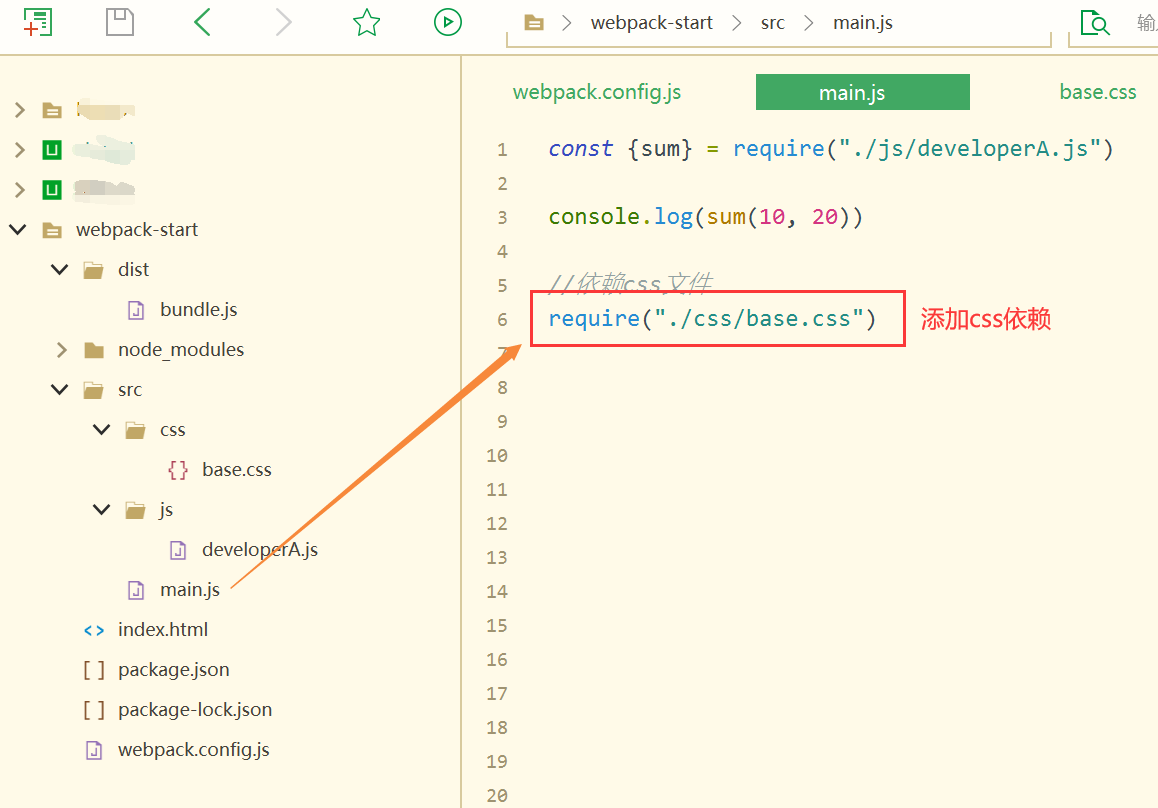 webpack-start
src
main.js
webpack.config.js
main.js
base.css
webpack-start
dist
bundle.js
node_modules
src
css
base.css
js
developerA.js
main.js
index.html
package.json
package-lock.json
webpack.config.js
1 const {sum} = require("./js/developerA.js")
2
3 console.log(sum(10, 20))
4
5 //依赖css文件
6 require("./css/base.css")
添加css依赖
7
8
9
10
11
12
13
14
15
16
17
18
19
20